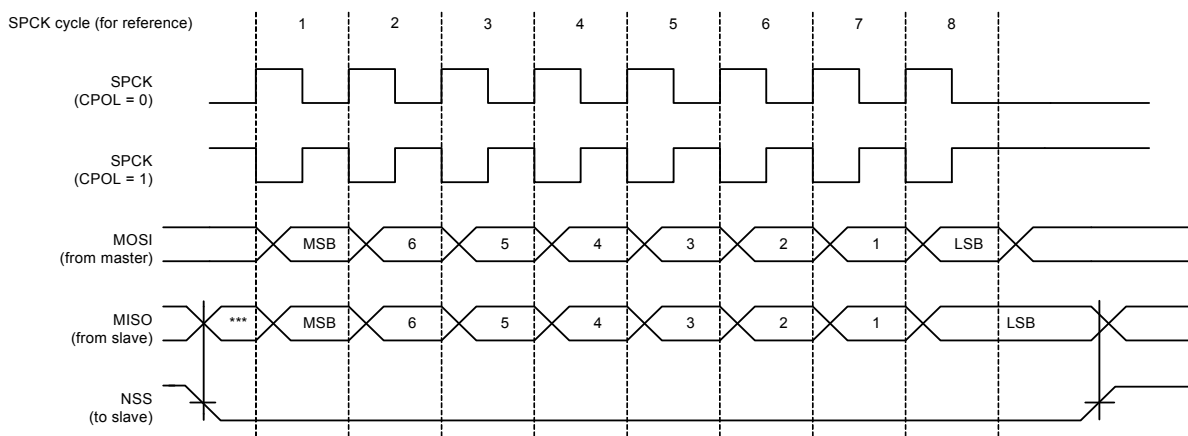 SPCK cycle (for reference) 1 2 3 4 5 6 7 8
SPCK
(CPOL = 0)
SPCK
(CPOL = 1)
MOSI
(from master)
MSB 6 5 4 3 2 1 LSB
MISO
(from slave)
*** MSB 6 5 4 3 2 1 LSB
NSS
(to slave)